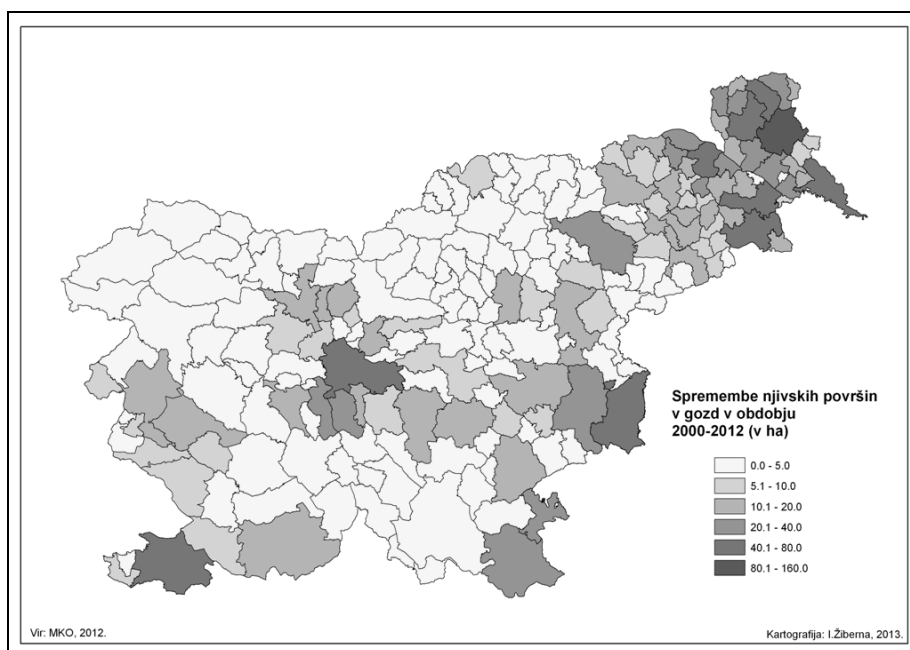 Spremembe njivskih površin
v gozd v obdobju
2000-2012 (v ha)
0.0 - 5.0
5.1 - 10.0
10.1 - 20.0
20.1 - 40.0
40.1 - 80.0
80.1 - 160.0
Vir: MKO, 2012.
Kartografija: I.Žiberna, 2013.